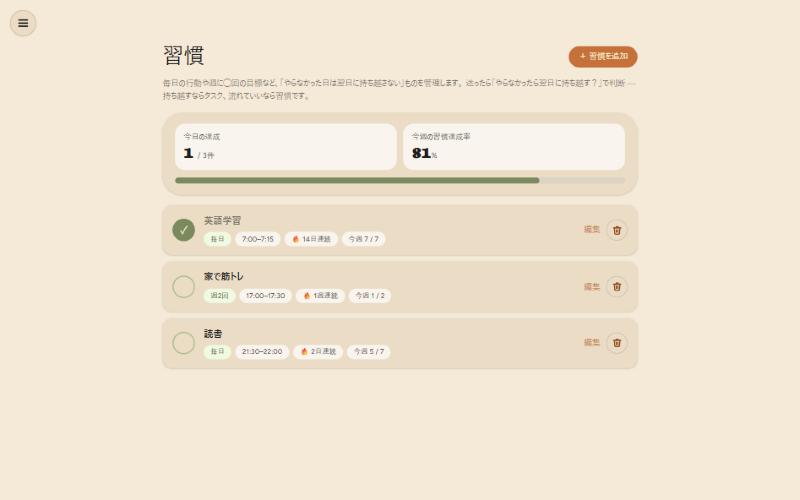 習慣
+ 習慣を追加
毎日の行動や週に◯回の目標など、「やらなかった日は翌日に持ち越さない」ものを管理します。 迷ったら「やらなかったら翌日に持ち越す？」で判断 —
持ち越すならタスク、流れていいなら習慣です。
今日の達成
1 / 3件
今週の習慣達成率
81%
英語学習
毎日 7:00–7:15 🔥 14日連続 今週 7 / 7
編集
家で筋トレ
週2回 17:00–17:30 🔥 1週連続 今週 1 / 2
編集
読書
毎日 21:30–22:00 🔥 2日連続 今週 5 / 7
編集